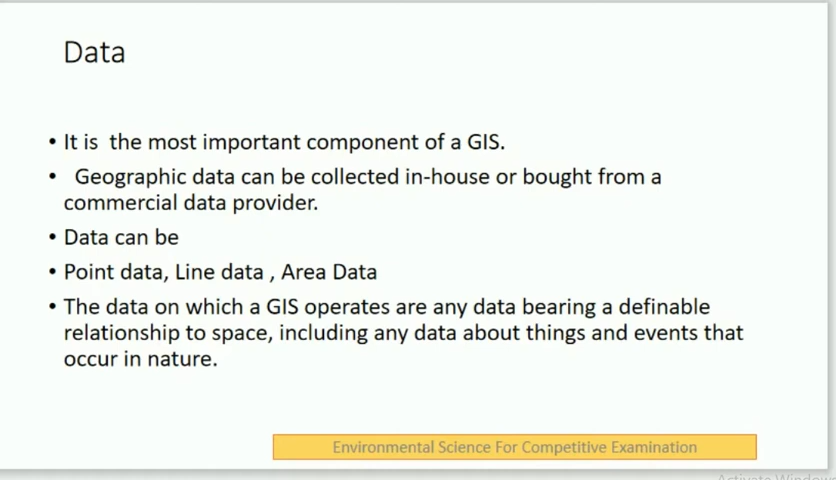 Data
• It is the most important component of a GIS.
• Geographic data can be collected in-house or bought from a
commercial data provider.
• Data can be
• Point data, Line data , Area Data
• The data on which a GIS operates are any data bearing a definable
relationship to space, including any data about things and events that
occur in nature.
Environmental Science For Competitive Examination